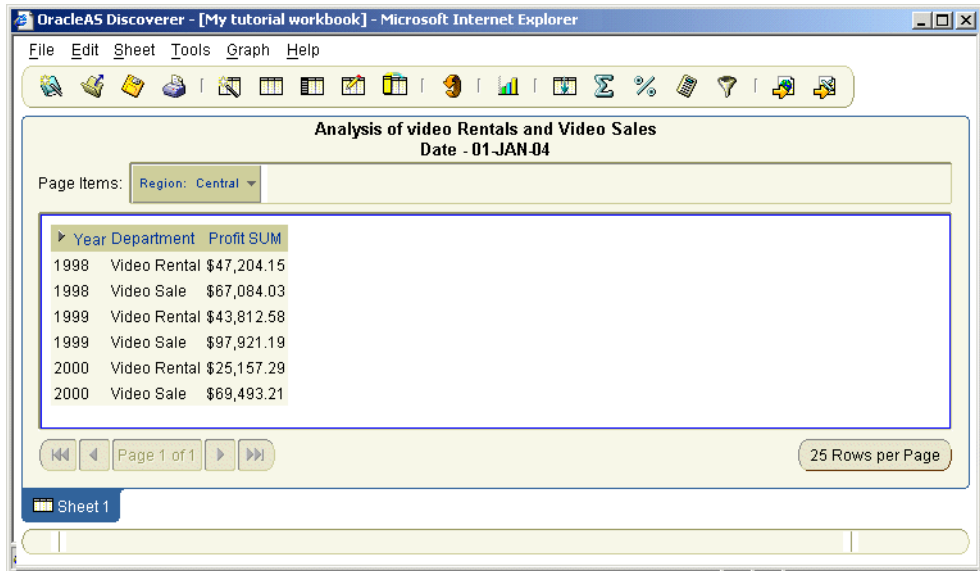 OracleAS Discoverer - [My tutorial workbook] - Microsoft Internet Explorer
File Edit Sheet Tools Graph Help
Analysis of video Rentals and Video Sales
Date - 01-JAN-04
Page Items: Region: Central
Year Department Profit SUM
1998 Video Rental $47,204.15
1998 Video Sale $67,084.03
1999 Video Rental $43,812.58
1999 Video Sale $97,921.19
2000 Video Rental $25,157.29
2000 Video Sale $69,493.21
Page 1 of 1 25 Rows per Page
Sheet 1